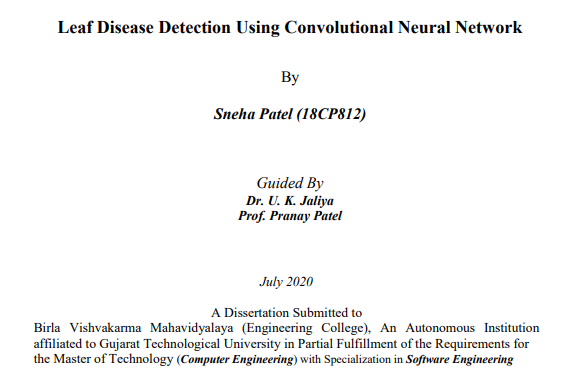 Leaf Disease Detection Using Convolutional Neural Network
By
Sneha Patel (18CP812)
Guided By
Dr. U. K. Jaliya
Prof. Pranay Patel
July 2020
A Dissertation Submitted to
Birla Vishvakarma Mahavidyalaya (Engineering College), An Autonomous Institution
affiliated to Gujarat Technological University in Partial Fulfillment of the Requirements for
the Master of Technology (Computer Engineering) with Specialization in Software Engineering